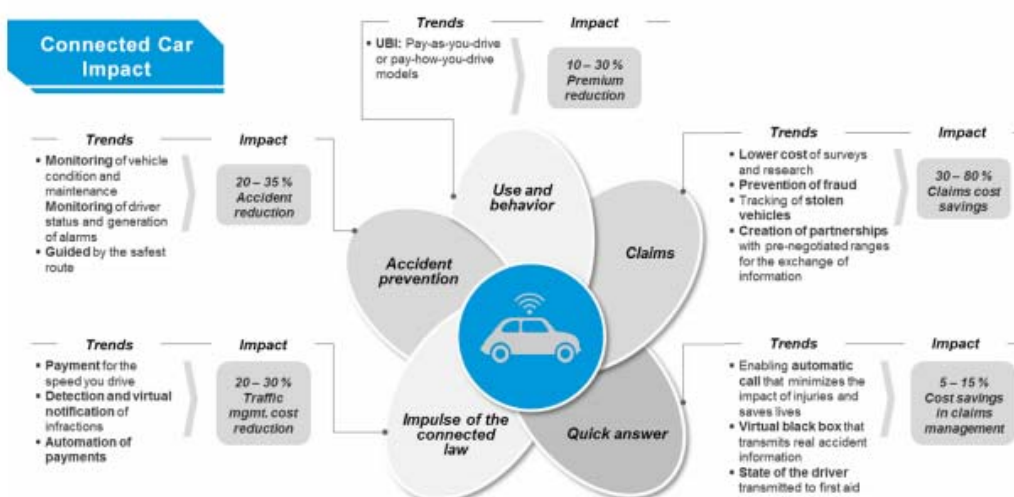 Connected Car
Impact
Trends
Impact
• UBI: Pay-as-you-drive
or pay-how-you-drive
models
10 – 30 %
Premium
reduction
Trends
Impact
• Monitoring of vehicle
condition and
maintenance
Monitoring of driver
status and generation
of alarms
• Guided by the safest
route
20 – 35 %
Accident
reduction
Trends
Impact
• Lower cost of surveys
and research
• Prevention of fraud
• Tracking of stolen
vehicles
• Creation of partnerships
with pre-negotiated ranges
for the exchange of
information
30 – 80 %
Claims cost
savings
Use and
behavior
Accident
prevention
Claims
Impulse of the
connected
law
Quick answer
Trends
Impact
• Payment for the
speed you drive
• Detection and virtual
notification of
infractions
• Automation of
payments
20 – 30 %
Traffic
mgmt. cost
reduction
Trends
Impact
• Enabling automatic
call that minimizes the
impact of injuries and
saves lives
• Virtual black box that
transmits real accident
information
• State of the driver
transmitted to first aid
5 – 15 %
Cost savings
in claims
management